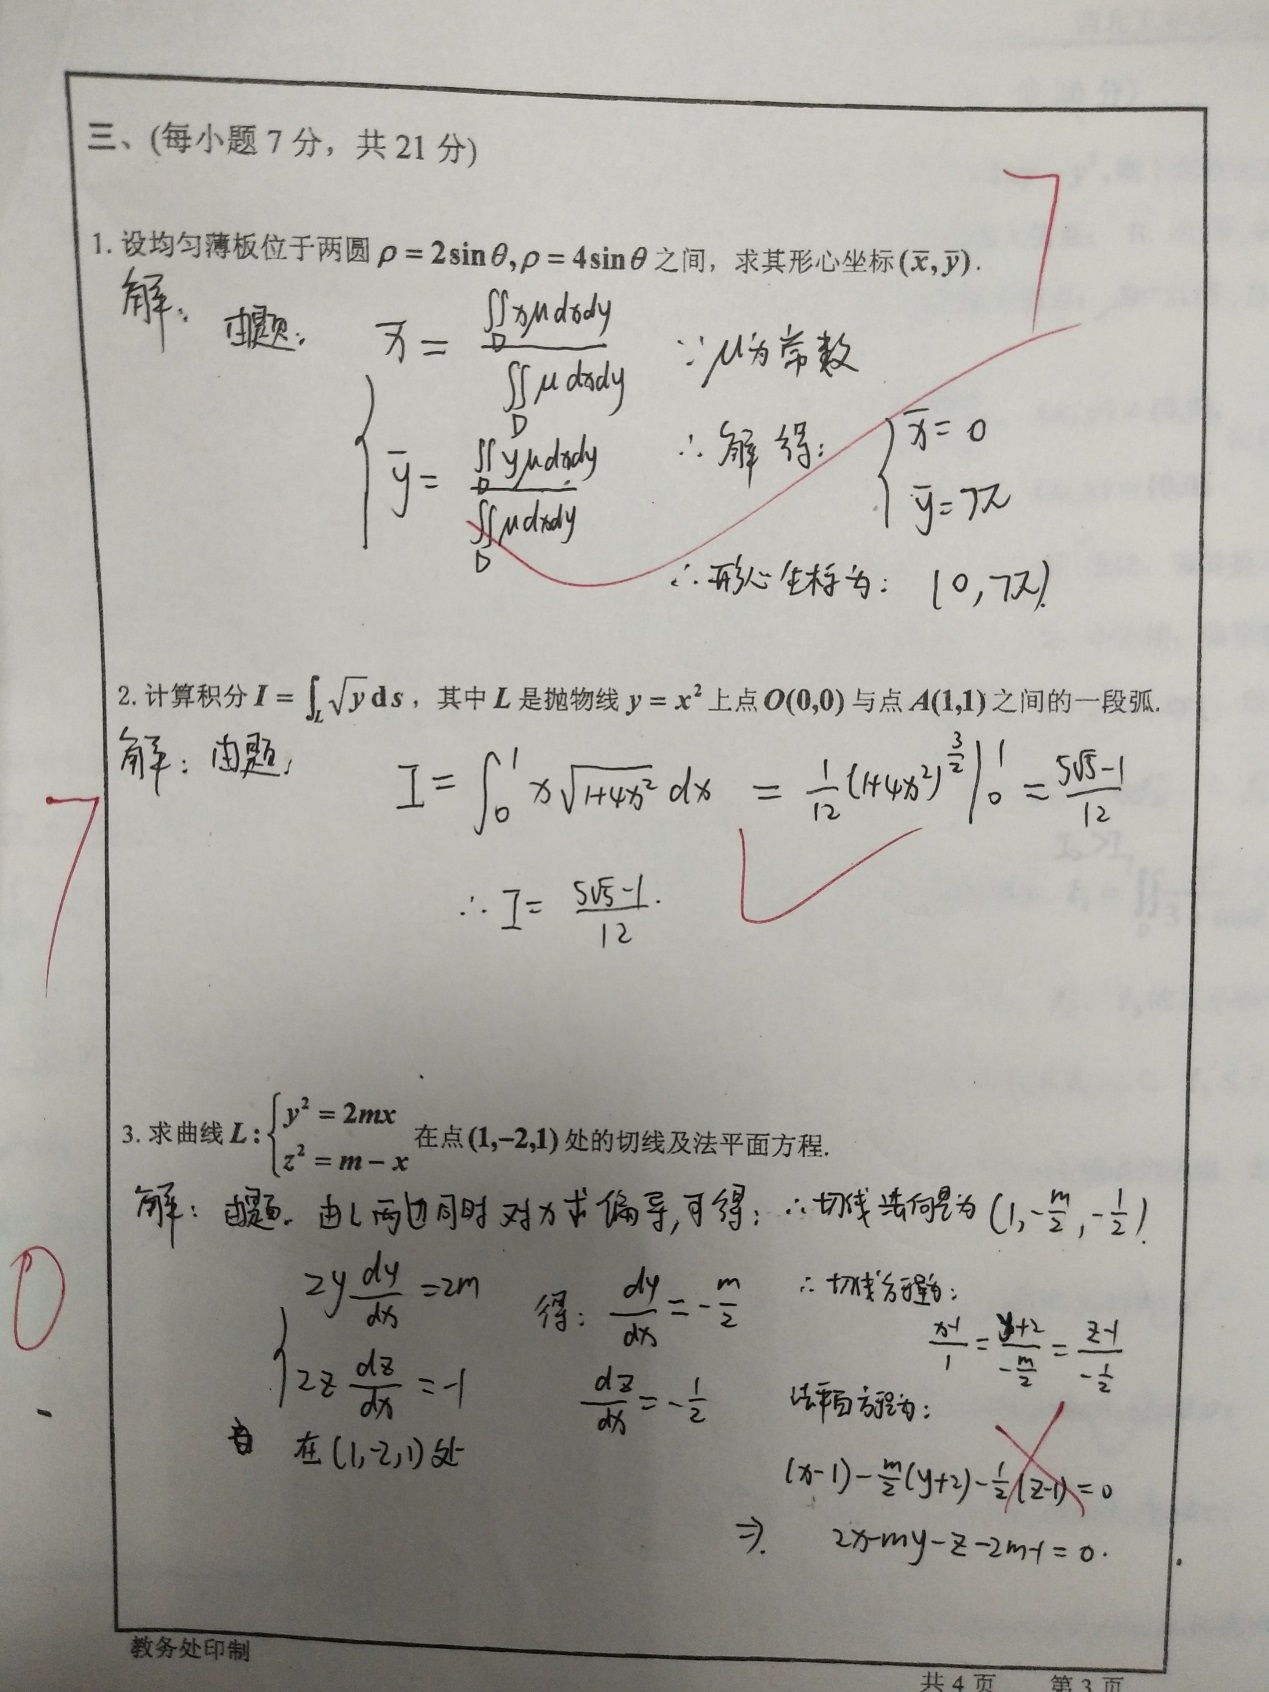 三、(每小题 7 分，共 21 分)
7
1. 设均匀薄板位于两圆 ρ = 2sinθ, ρ = 4sinθ 之间，求其形心坐标 (x̄, ȳ).
解： 由题： x̄ = ∬_D xμdxdy / ∬_D μdxdy ∵ μ为常数
ȳ = ∬_D yμdxdy / ∬_D μdxdy ∴ 解得： { x̄ = 0
ȳ = 7π
∴ 形心坐标为： (0, 7π).
2. 计算积分 I = ∫_L √y ds ，其中 L 是抛物线 y = x² 上点 O(0,0) 与点 A(1,1) 之间的一段弧.
解：由题： I = ∫₀¹ x√(1+4x²) dx = 1/12 (1+4x²)^(3/2) |₀¹ = (5√5-1)/12
7
∴ I = (5√5-1)/12.
3. 求曲线 L: { y² = 2mx
z² = m − x 在点 (1,−2,1) 处的切线及法平面方程.
解：由题. 由L两边同时对x求偏导,可得： ∴切线 向量为 (1, -m/2, -1/2).
0
2y dy/dx = 2m 得： dy/dx = -m/2 ∴切线方程为：
(x-1)/1 = (y+2)/(-m/2) = (z-1)/(-1/2)
2z dz/dx = -1 dz/dx = -1/2 法平面方程为：
在 (1,-2,1) 处
(x-1) - m/2 (y+2) - 1/2 (z-1) = 0
⇒ 2x-my-z-2m-1=0.
教务处印制
共 4 页 第 3 页